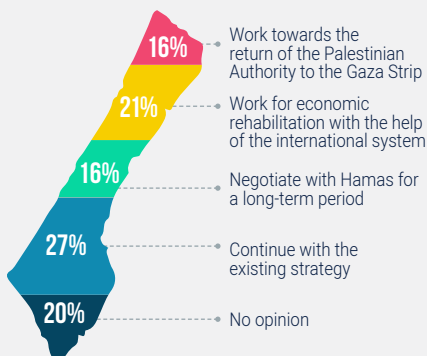 16%
Work towards the
return of the Palestinian
Authority to the Gaza Strip
21%
Work for economic
rehabilitation with the help
of the international system
16%
Negotiate with Hamas for
a long-term period
27%
Continue with the
existing strategy
20%
No opinion